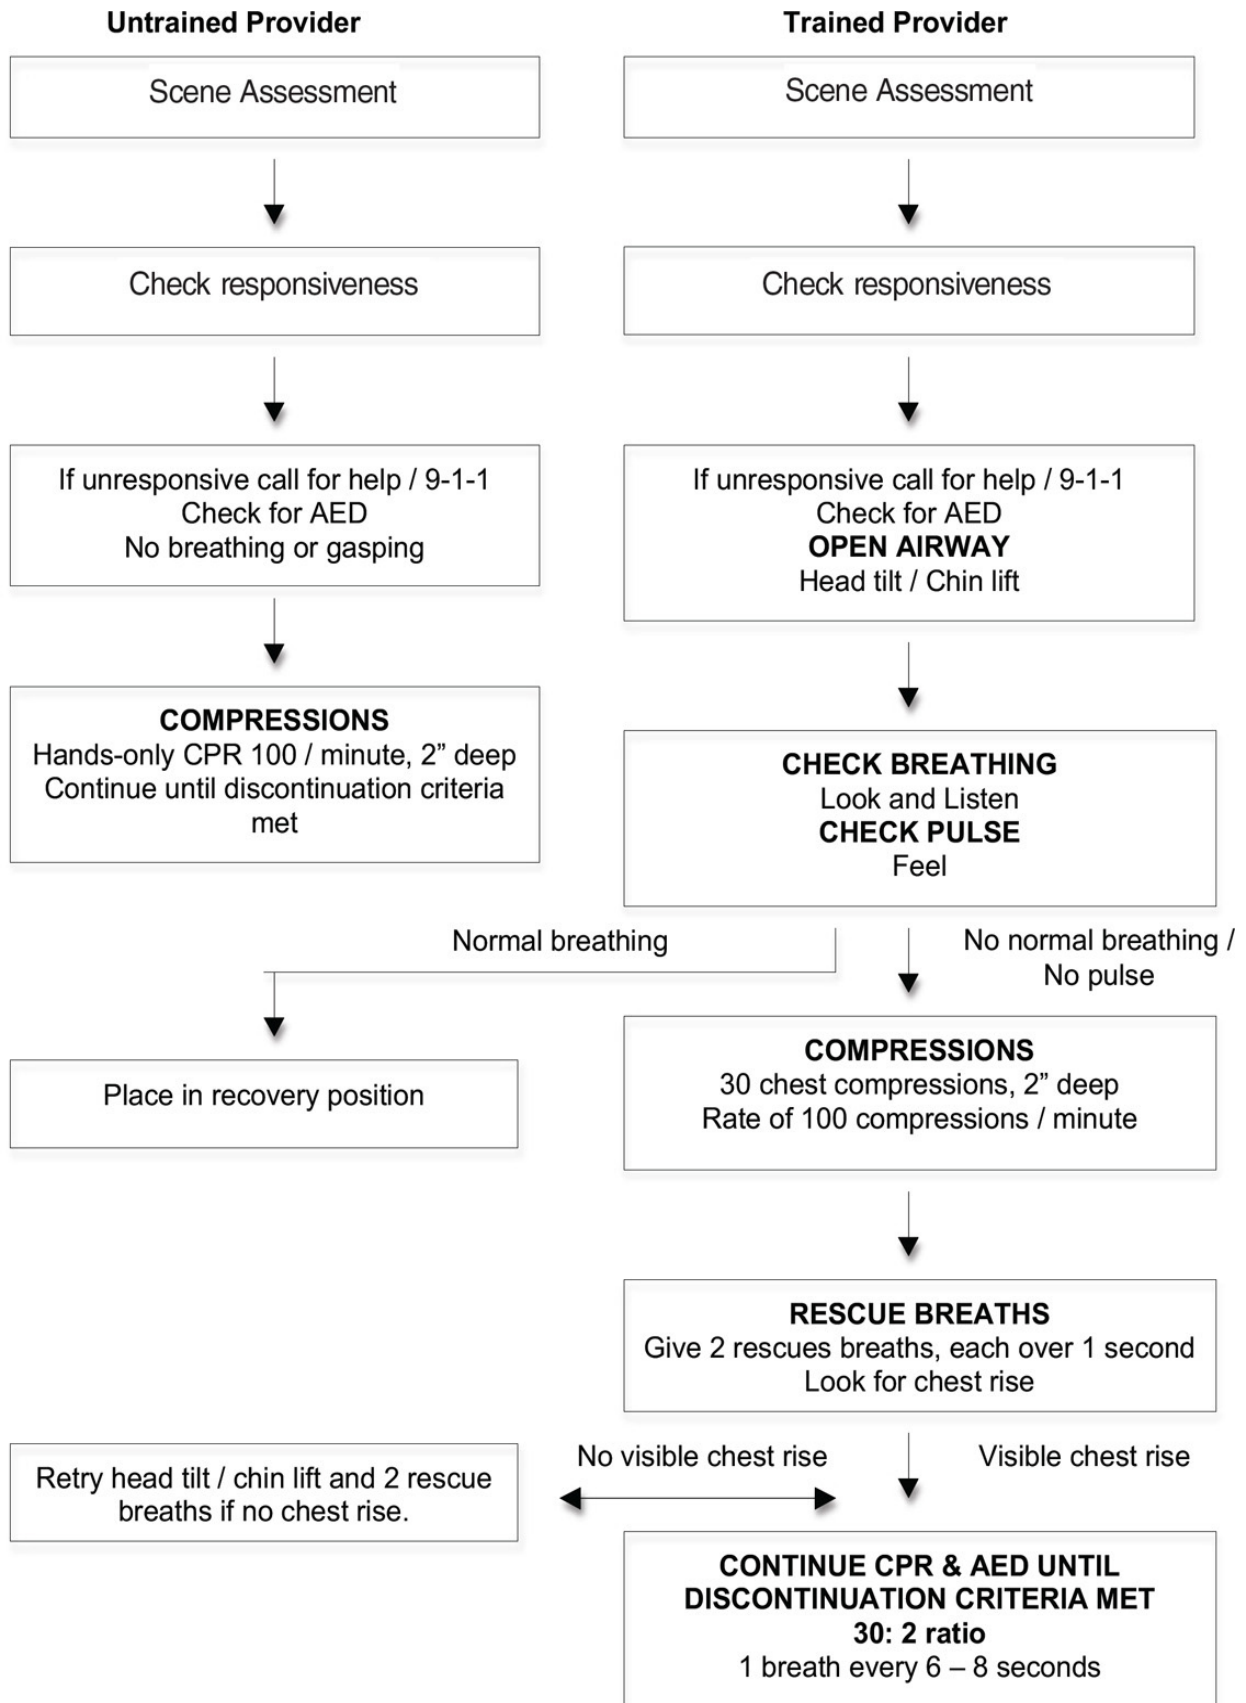 Untrained Provider
Scene Assessment
Check responsiveness
If unresponsive call for help / 9-1-1
Check for AED
No breathing or gasping
COMPRESSIONS
Hands-only CPR 100 / minute, 2” deep
Continue until discontinuation criteria
met
Trained Provider
Scene Assessment
Check responsiveness
If unresponsive call for help / 9-1-1
Check for AED
OPEN AIRWAY
Head tilt / Chin lift
CHECK BREATHING
Look and Listen
CHECK PULSE
Feel
Normal breathing
Place in recovery position
No normal breathing /
No pulse
COMPRESSIONS
30 chest compressions, 2” deep
Rate of 100 compressions / minute
RESCUE BREATHS
Give 2 rescues breaths, each over 1 second
Look for chest rise
No visible chest rise
Retry head tilt / chin lift and 2 rescue
breaths if no chest rise.
Visible chest rise
CONTINUE CPR & AED UNTIL
DISCONTINUATION CRITERIA MET
30: 2 ratio
1 breath every 6 – 8 seconds